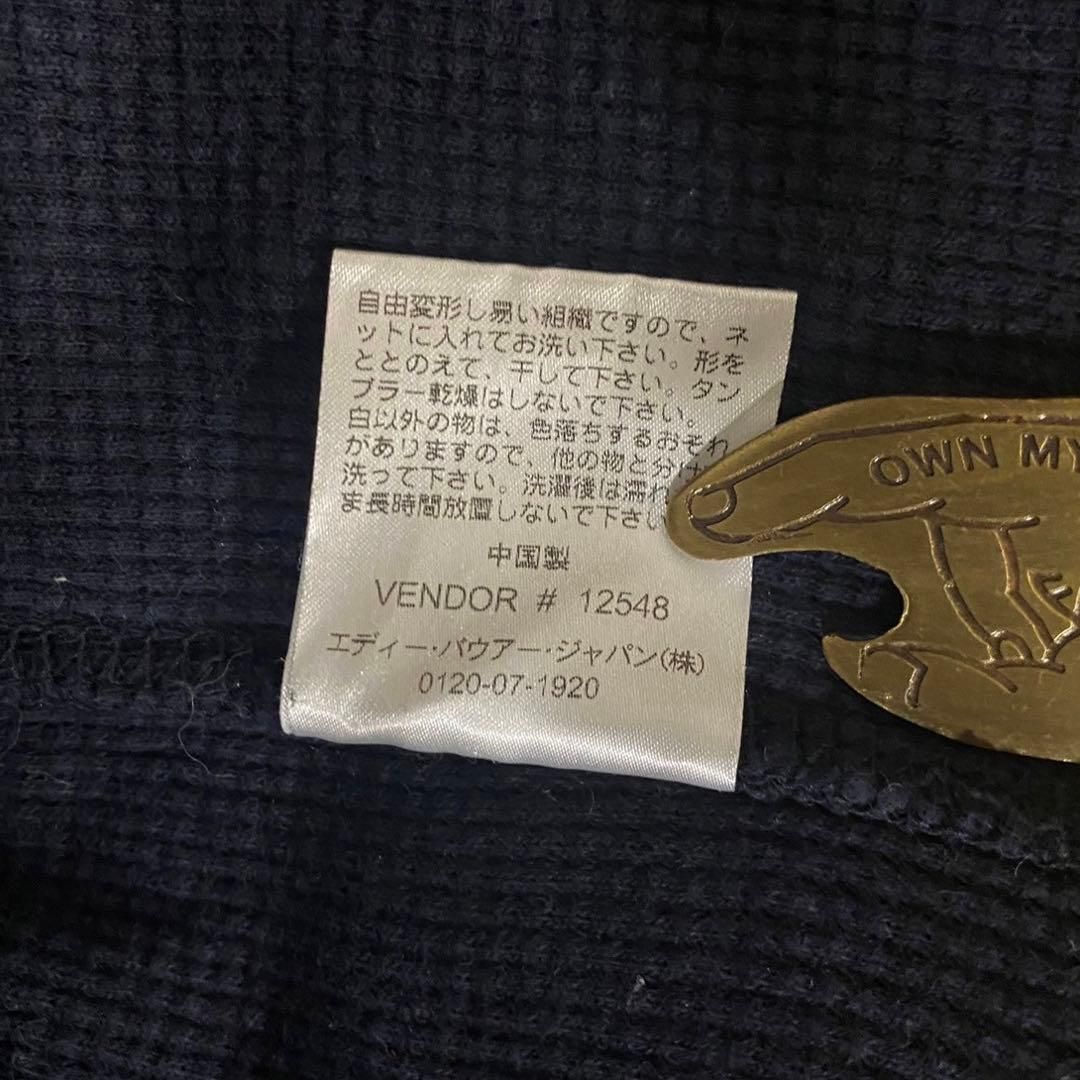 自由変形し易い組織ですので、ネ
ットに入れてお洗い下さい。形を
ととのえて、干して下さい。タン
ブラー乾燥はしないで下さい。
白以外の物は、色落ちするおそれ
がありますので、他の物と分け
洗って下さい。洗濯後は濡れ
ま長時間放置しないで下さい
中国製
VENDOR # 12548
エディー・バウアー・ジャパン(株)
0120-07-1920
OWN MY